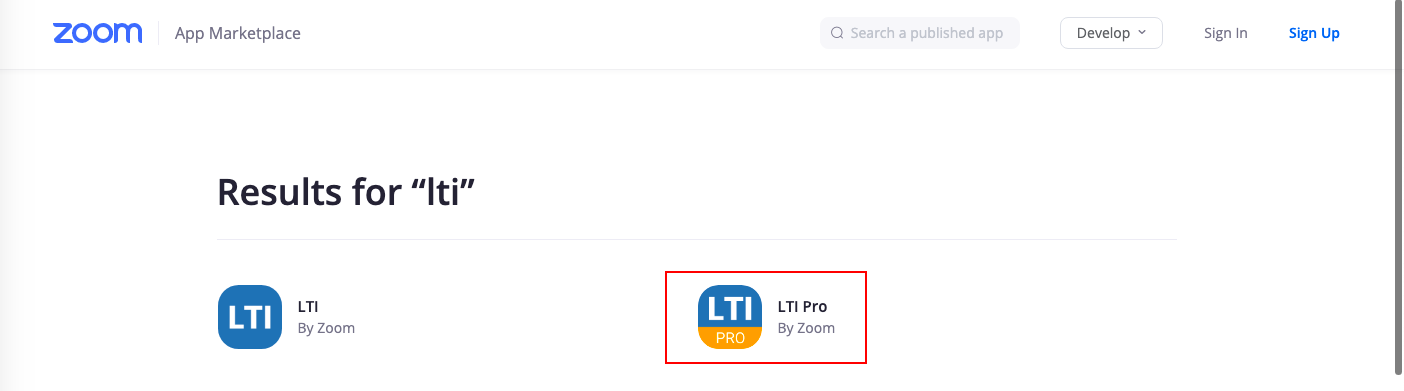 zoom App Marketplace Search a published app Develop Sign In Sign Up
Results for “lti”
LTI LTI
By Zoom
LTI LTI Pro
PRO By Zoom